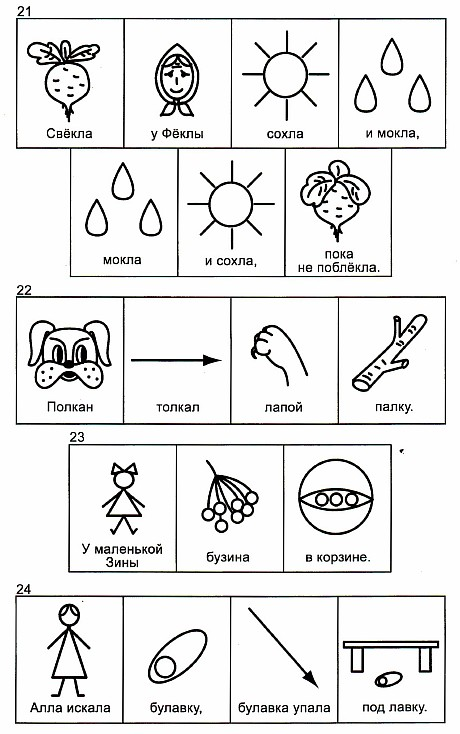 21
Свёкла у Фёклы сохла и мокла,
мокла и сохла, пока
не поблёкла.
22
Полкан толкал лапой палку.
23
У маленькой
Зины бузина в корзине.
24
Алла искала булавку, булавка упала под лавку.